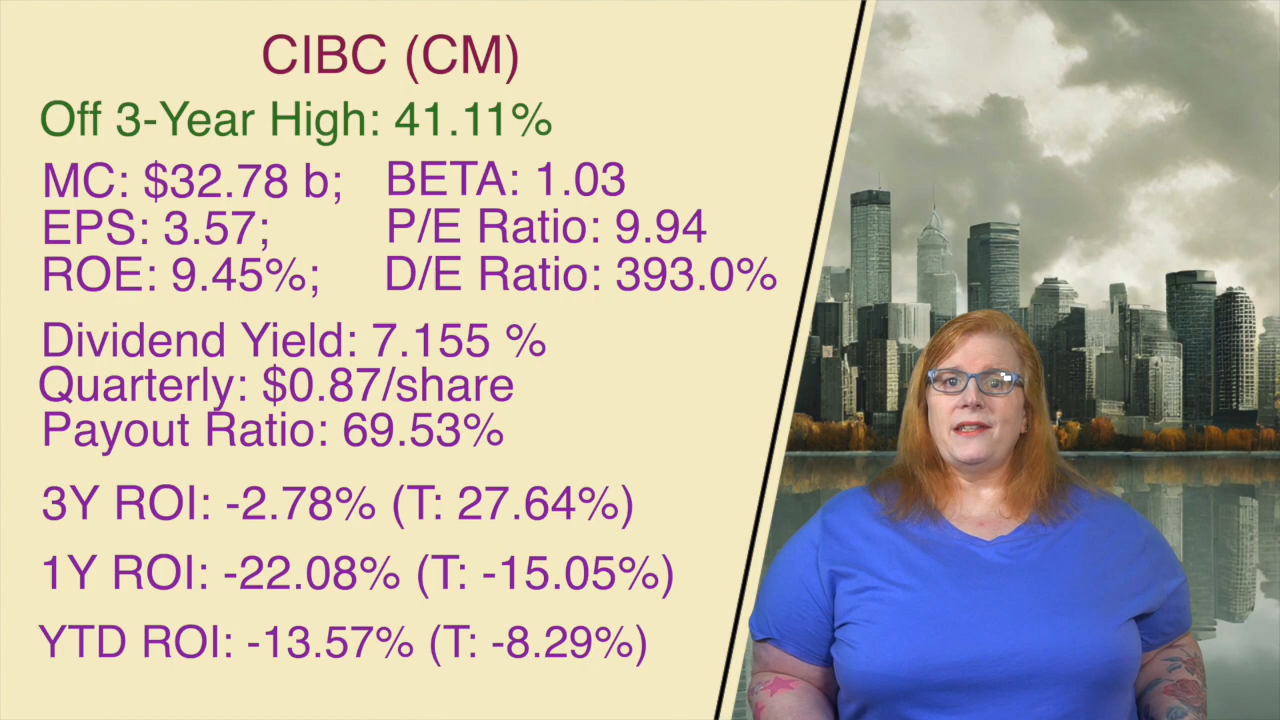 CIBC (CM)
Off 3-Year High: 41.11%
MC: $32.78 b; BETA: 1.03
EPS: 3.57; P/E Ratio: 9.94
ROE: 9.45%; D/E Ratio: 393.0%
Dividend Yield: 7.155 %
Quarterly: $0.87/share
Payout Ratio: 69.53%
3Y ROI: -2.78% (T: 27.64%)
1Y ROI: -22.08% (T: -15.05%)
YTD ROI: -13.57% (T: -8.29%)